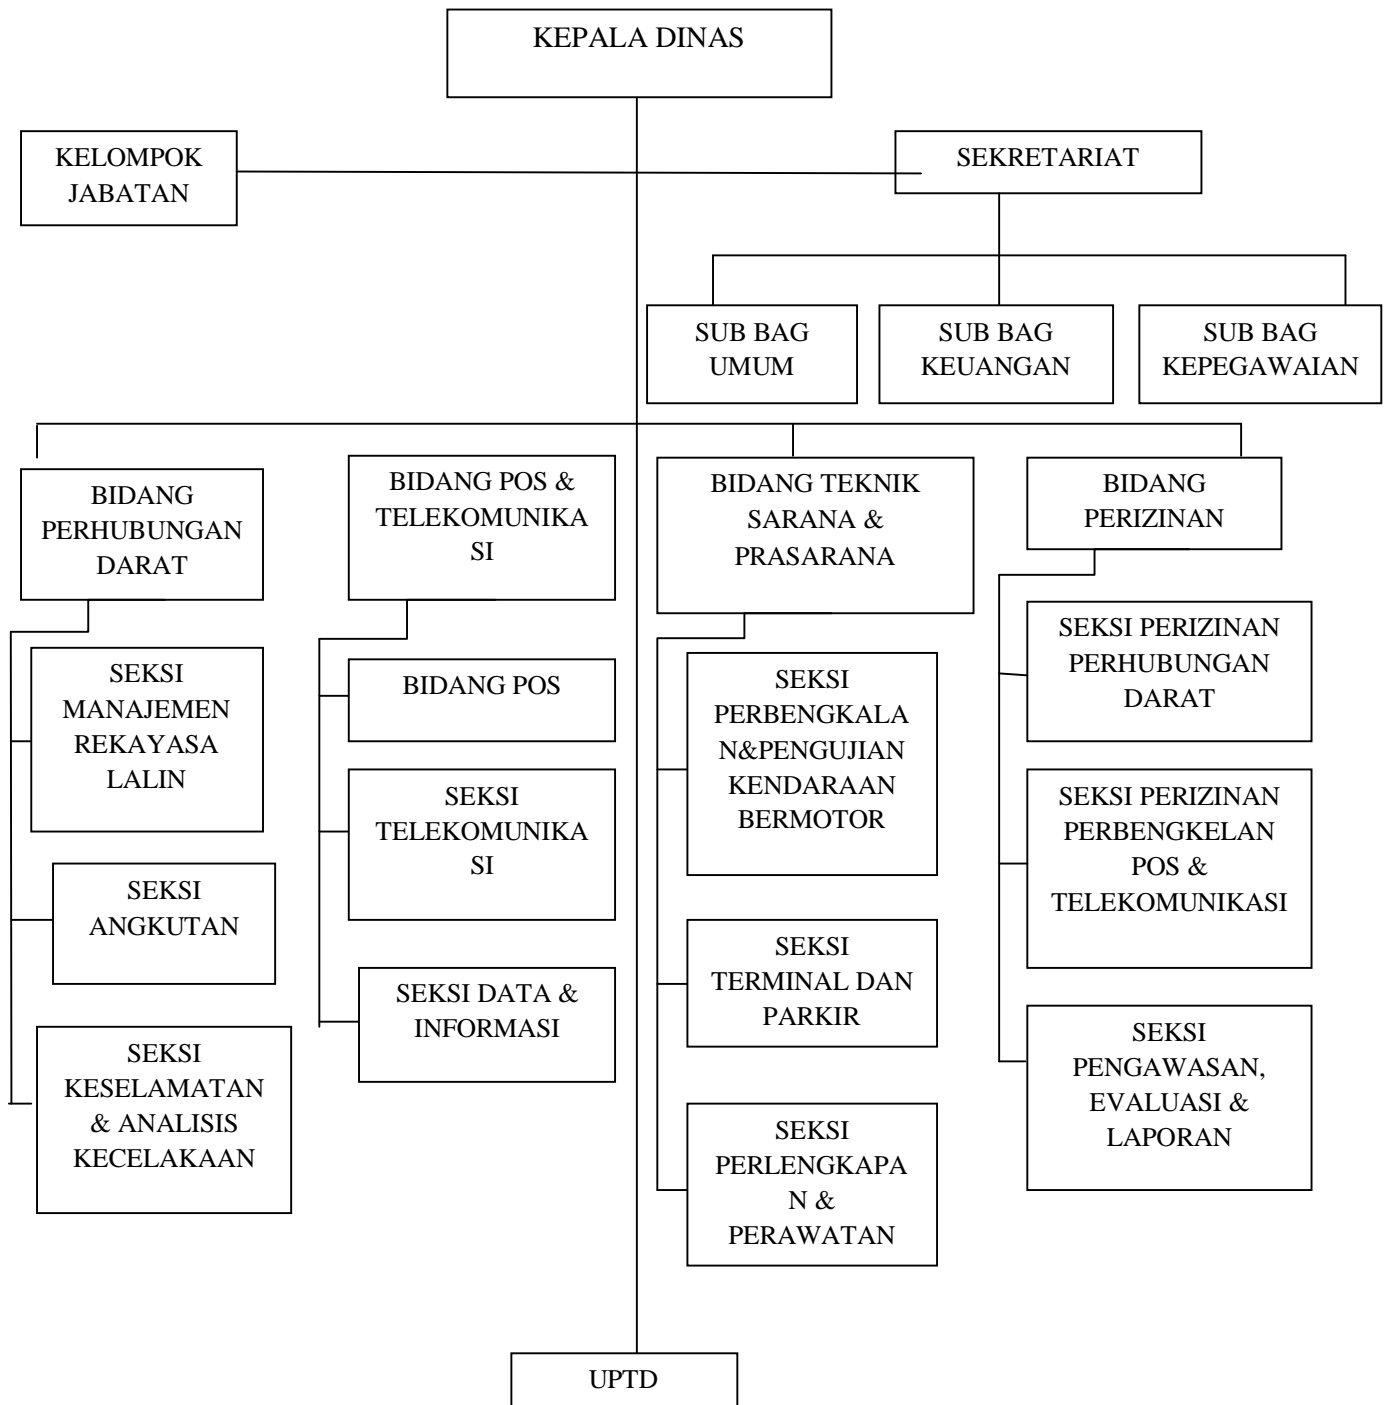 KEPALA DINAS
KELOMPOK
JABATAN
SEKRETARIAT
SUB BAG
UMUM
SUB BAG
KEUANGAN
SUB BAG
KEPEGAWAIAN
BIDANG
PERHUBUNGAN
DARAT
BIDANG POS &
TELEKOMUNIKA
SI
BIDANG TEKNIK
SARANA &
PRASARANA
BIDANG
PERIZINAN
SEKSI
MANAJEMEN
REKAYASA
LALIN
SEKSI
ANGKUTAN
SEKSI
KESELAMATAN
& ANALISIS
KECELAKAAN
BIDANG POS
SEKSI
TELEKOMUNIKA
SI
SEKSI DATA &
INFORMASI
SEKSI
PERBENGKALA
N&PENGUJIAN
KENDARAAN
BERMOTOR
SEKSI
TERMINAL DAN
PARKIR
SEKSI
PERLENGKAPA
N &
PERAWATAN
SEKSI PERIZINAN
PERHUBUNGAN
DARAT
SEKSI PERIZINAN
PERBENGKELAN
POS &
TELEKOMUNIKASI
SEKSI
PENGAWASAN,
EVALUASI &
LAPORAN
UPTD